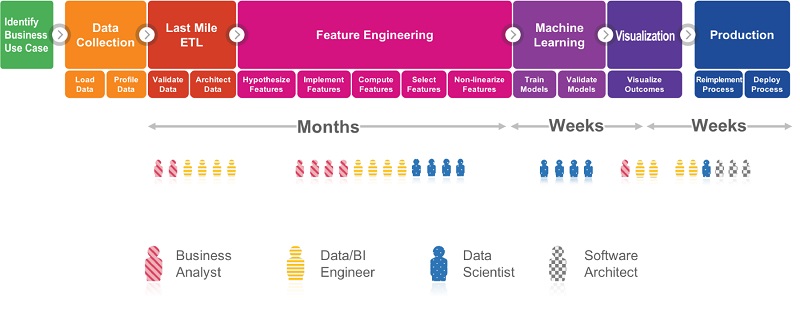 Identify
Business
Use Case
Data
Collection
Last Mile
ETL
Feature Engineering
Machine
Learning
Visualization
Production
Load
Data
Profile
Data
Validate
Data
Architect
Data
Hypothesize
Features
Implement
Features
Compute
Features
Select
Features
Non-linearize
Features
Train
Models
Validate
Models
Visualize
Outcomes
Reimplement
Process
Deploy
Process
Months
Weeks
Weeks
Business
Analyst
Data/BI
Engineer
Data
Scientist
Software
Architect